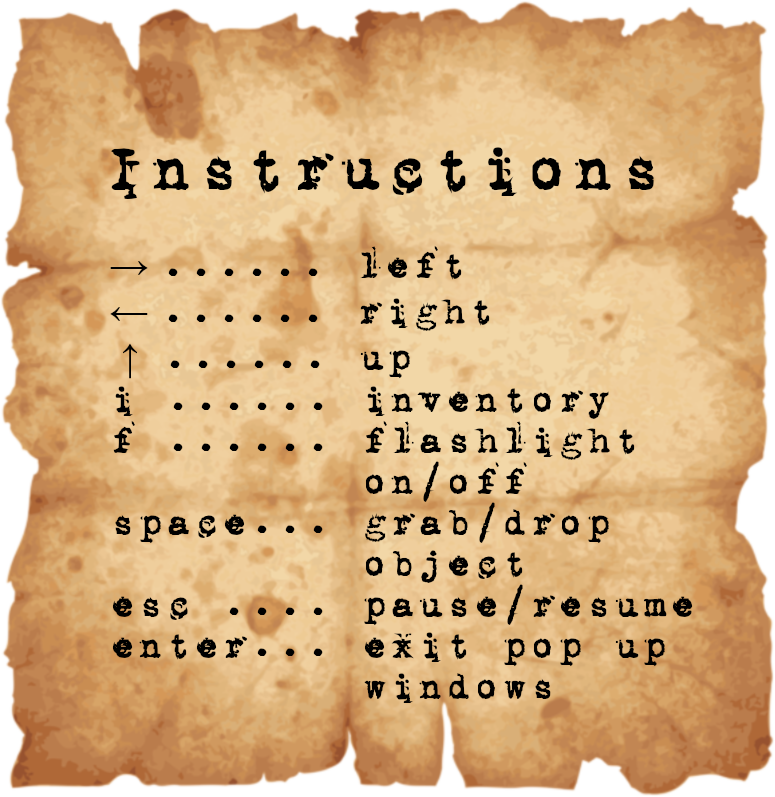 Instructions
→ ...... left
← ...... right
↑ ...... up
i ...... inventory
f ...... flashlight
on/off
space... grab/drop
object
esc .... pause/resume
enter... exit pop up
windows